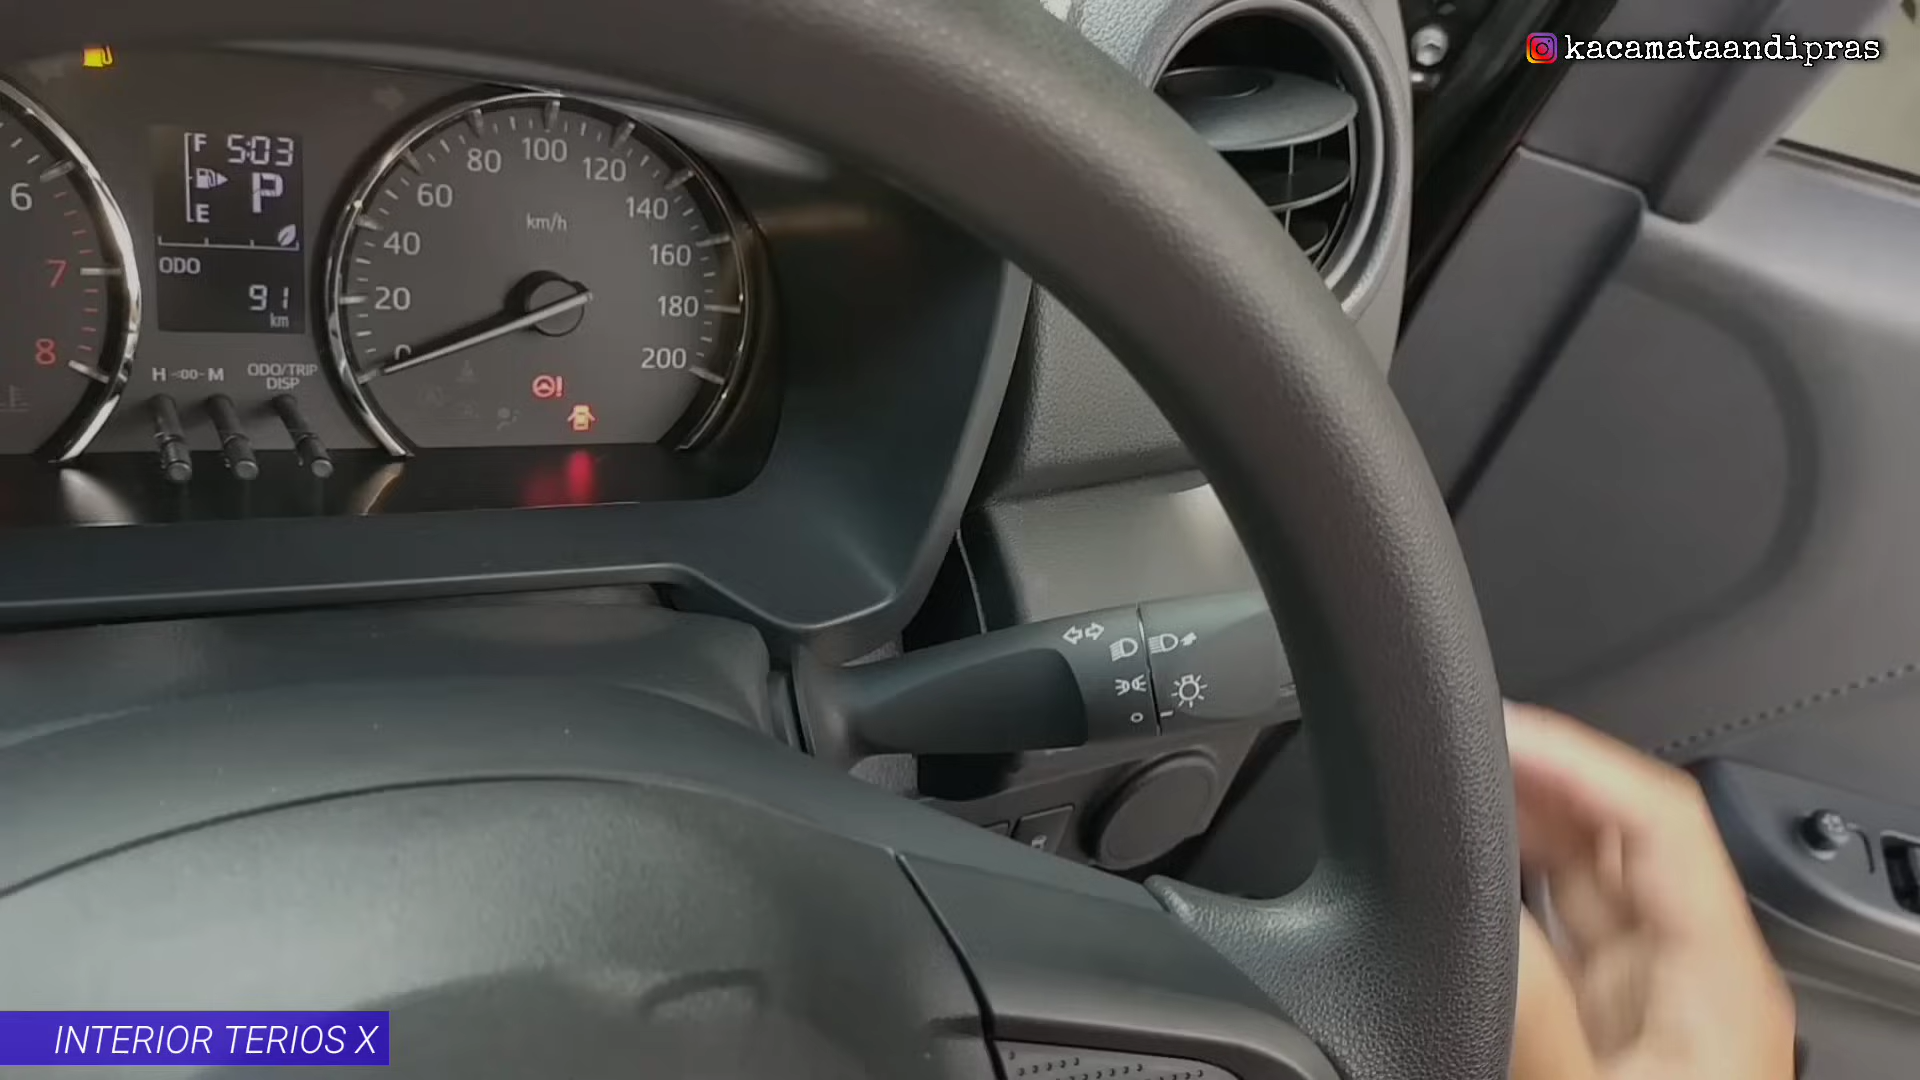 kacamataandipras
F 5:03
P
E
ODO
91
km
H :00 M
ODO/TRIP
DISP
6
7
8
0
20
40
60
80
100
120
140
160
180
200
km/h
INTERIOR TERIOS X